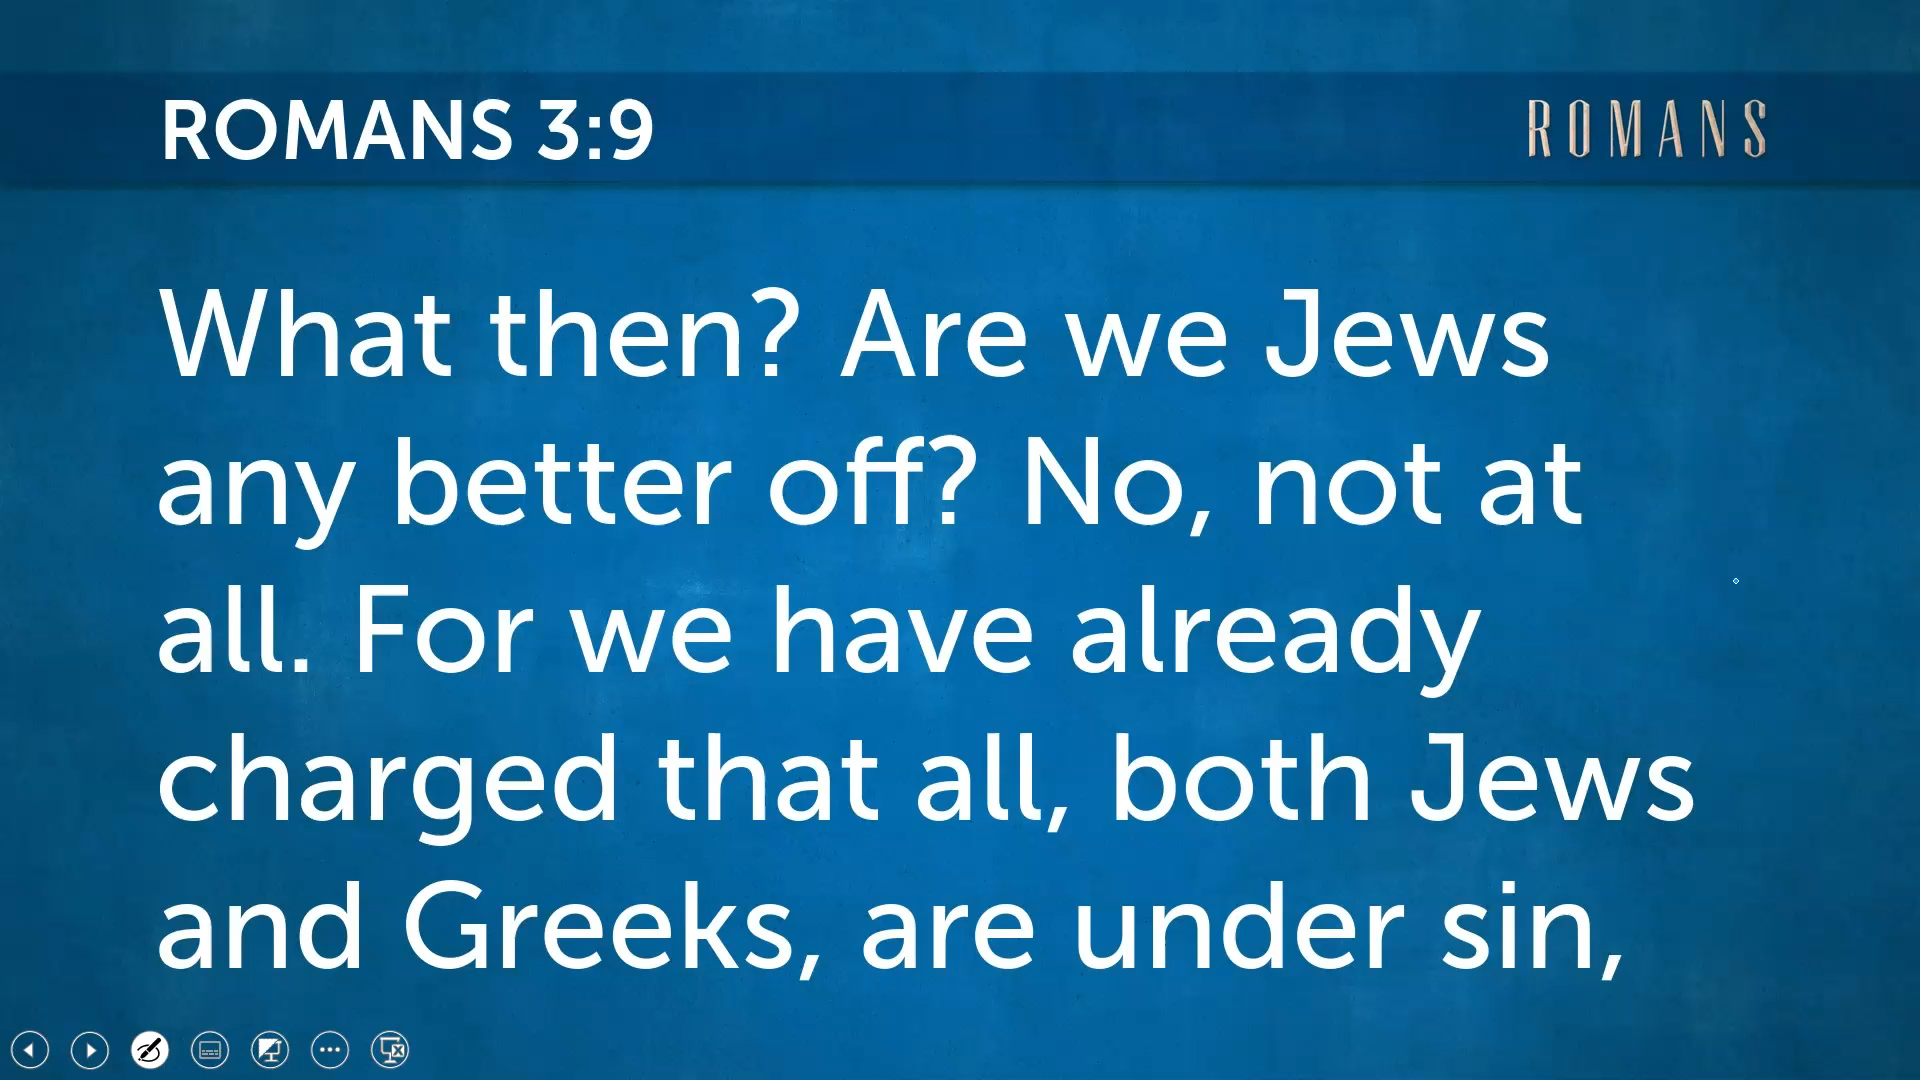 ROMANS 3:9
ROMANS
What then? Are we Jews
any better off? No, not at
all. For we have already
charged that all, both Jews
and Greeks, are under sin,